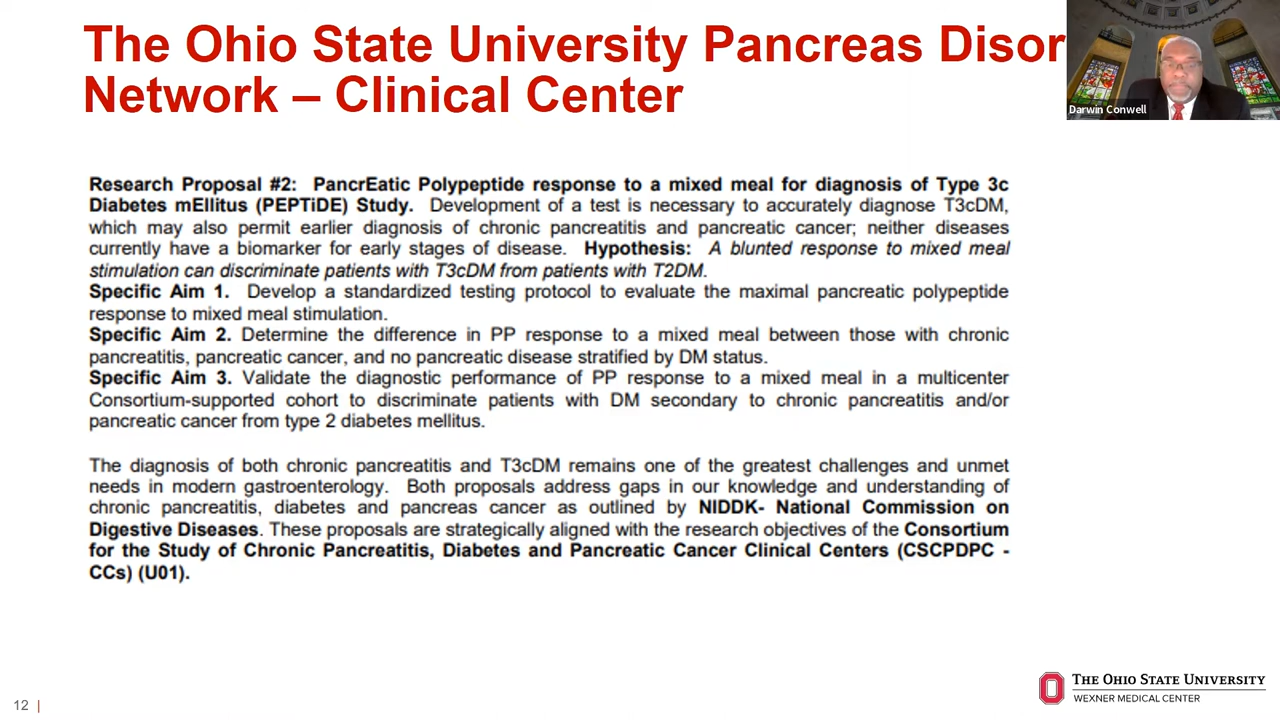 The Ohio State University Pancreas Disor
Network – Clinical Center
Darwin Conwell
Research Proposal #2: PancrEatic Polypeptide response to a mixed meal for diagnosis of Type 3c
Diabetes mEllitus (PEPTiDE) Study. Development of a test is necessary to accurately diagnose T3cDM,
which may also permit earlier diagnosis of chronic pancreatitis and pancreatic cancer; neither diseases
currently have a biomarker for early stages of disease. Hypothesis: A blunted response to mixed meal
stimulation can discriminate patients with T3cDM from patients with T2DM.
Specific Aim 1. Develop a standardized testing protocol to evaluate the maximal pancreatic polypeptide
response to mixed meal stimulation.
Specific Aim 2. Determine the difference in PP response to a mixed meal between those with chronic
pancreatitis, pancreatic cancer, and no pancreatic disease stratified by DM status.
Specific Aim 3. Validate the diagnostic performance of PP response to a mixed meal in a multicenter
Consortium-supported cohort to discriminate patients with DM secondary to chronic pancreatitis and/or
pancreatic cancer from type 2 diabetes mellitus.
The diagnosis of both chronic pancreatitis and T3cDM remains one of the greatest challenges and unmet
needs in modern gastroenterology. Both proposals address gaps in our knowledge and understanding of
chronic pancreatitis, diabetes and pancreas cancer as outlined by NIDDK- National Commission on
Digestive Diseases. These proposals are strategically aligned with the research objectives of the Consortium
for the Study of Chronic Pancreatitis, Diabetes and Pancreatic Cancer Clinical Centers (CSCPDPC -
CCs) (U01).
12 |
THE OHIO STATE UNIVERSITY
WEXNER MEDICAL CENTER